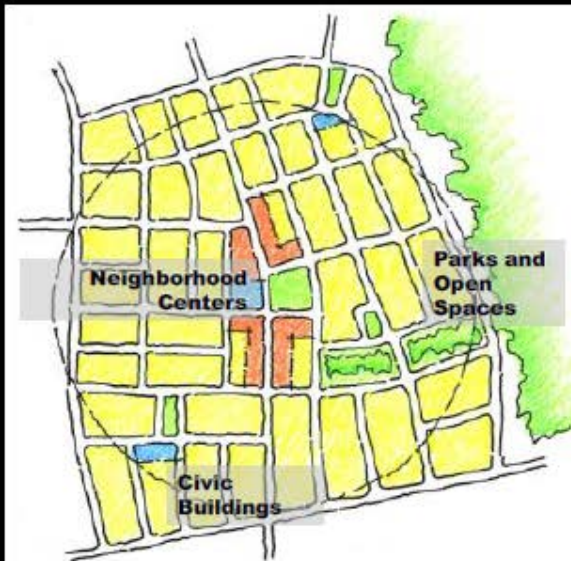 Neighborhood
Centers
Parks and
Open
Spaces
Civic
Buildings